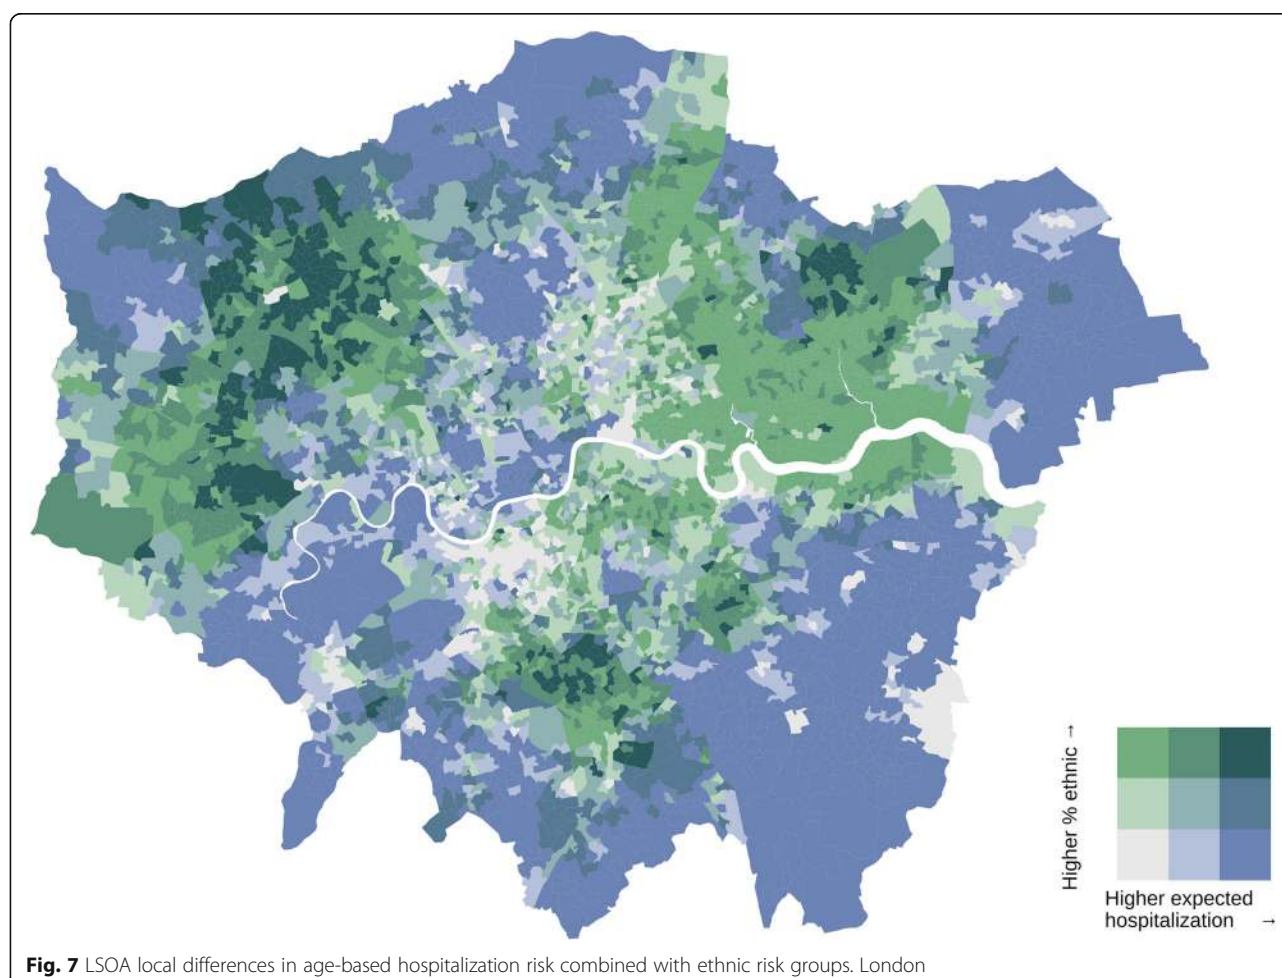 Higher % ethnic →
Higher expected
hospitalization →
Fig. 7 LSOA local differences in age-based hospitalization risk combined with ethnic risk groups. London